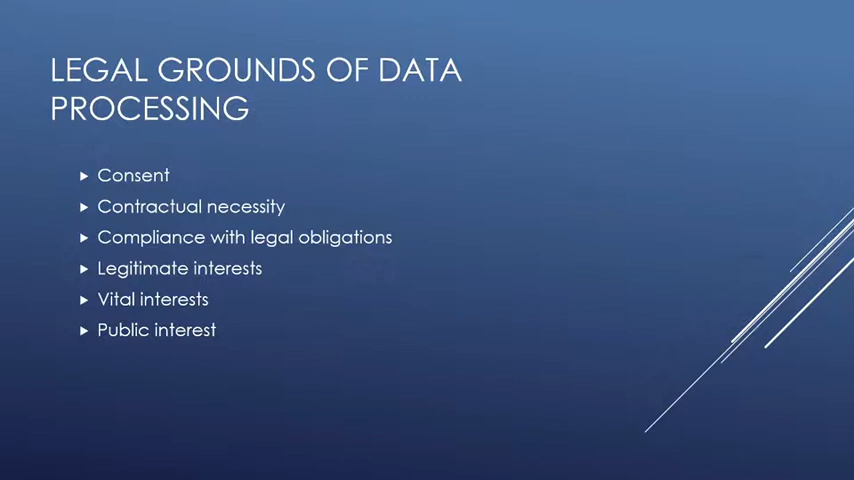 LEGAL GROUNDS OF DATA
PROCESSING
Consent
Contractual necessity
Compliance with legal obligations
Legitimate interests
Vital interests
Public interest